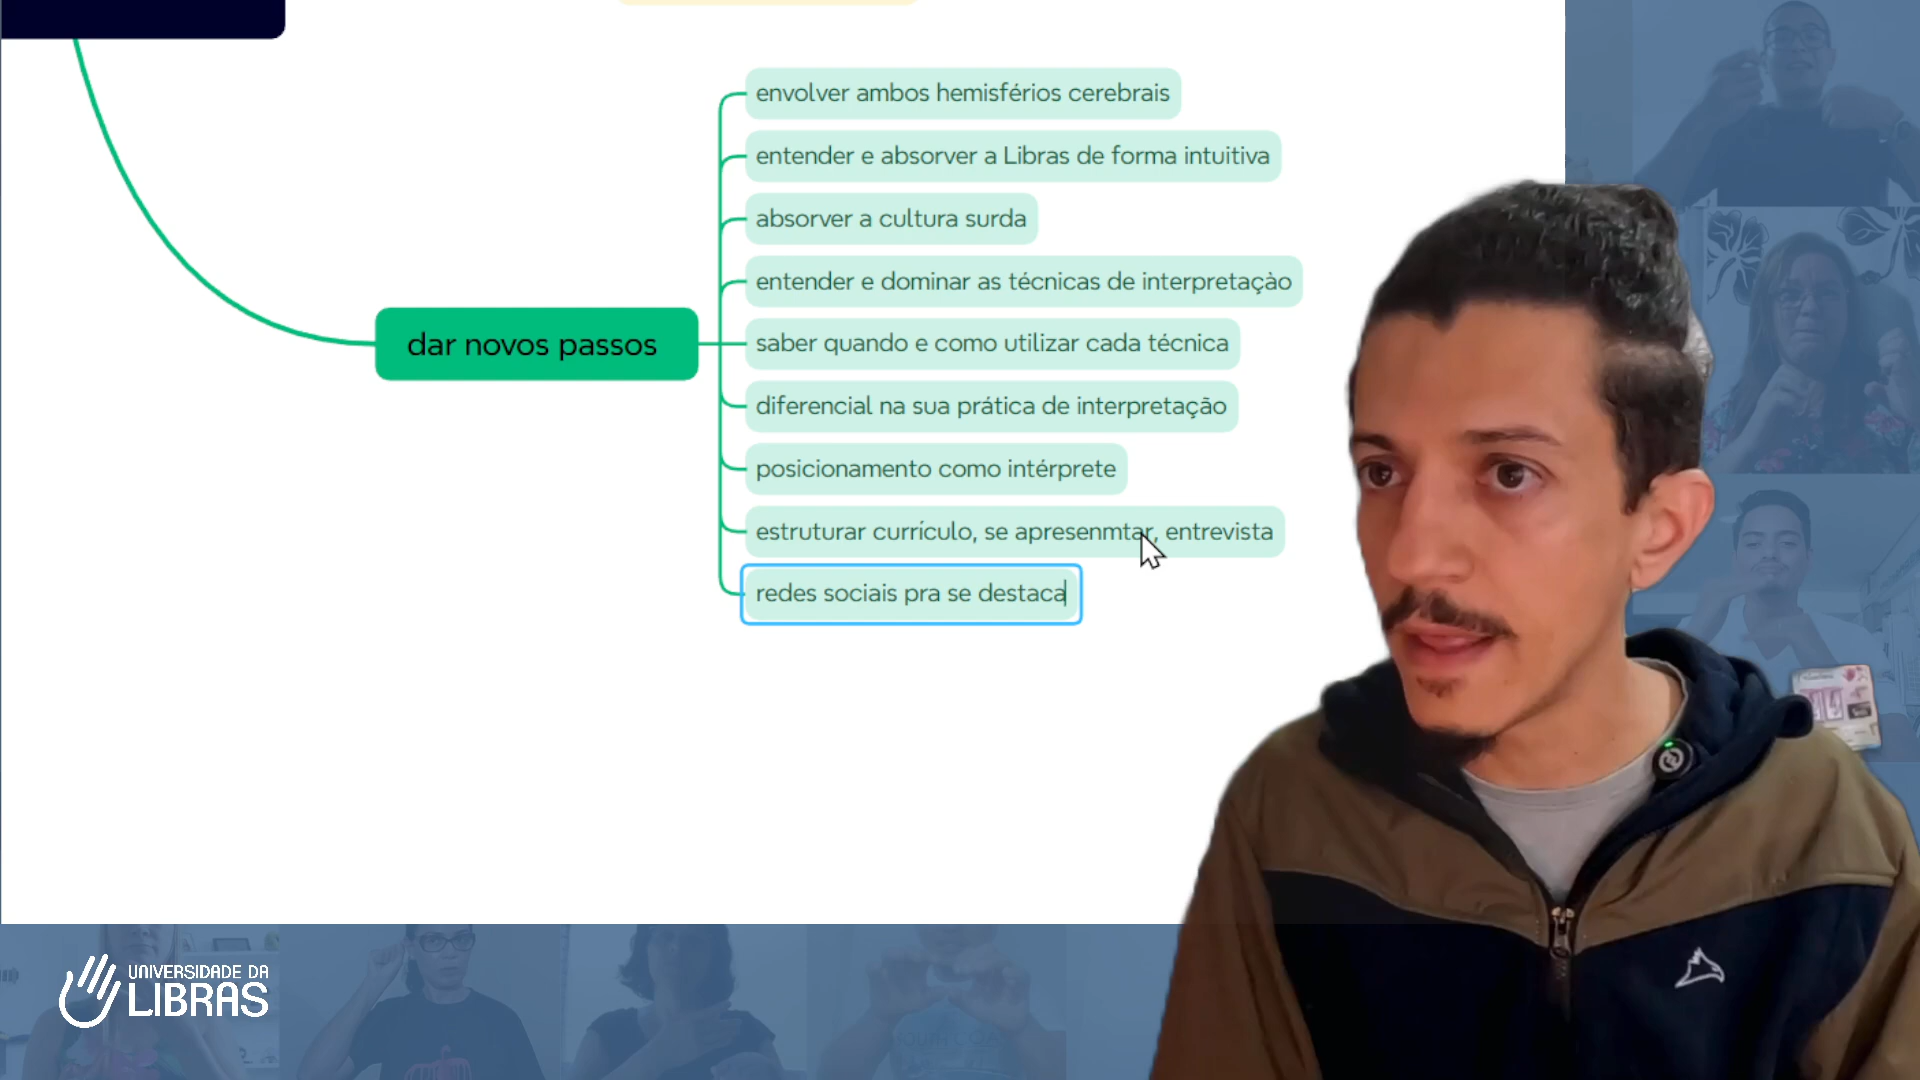 envolver ambos hemisférios cerebrais
entender e absorver a Libras de forma intuitiva
absorver a cultura surda
entender e dominar as técnicas de interpretação
saber quando e como utilizar cada técnica
dar novos passos
diferencial na sua prática de interpretação
posicionamento como intérprete
estruturar currículo, se apresenmtar, entrevista
redes sociais pra se destaca
UNIVERSIDADE DA
LIBRAS